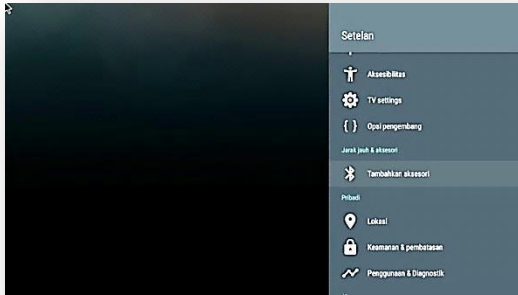 Setelan
Aksesibilitas
TV settings
Opsi pengembang
Jarak jauh & aksesori
Tambahkan aksesori
Pribadi
Lokasi
Keamanan & pembatasan
Penggunaan & Diagnostik